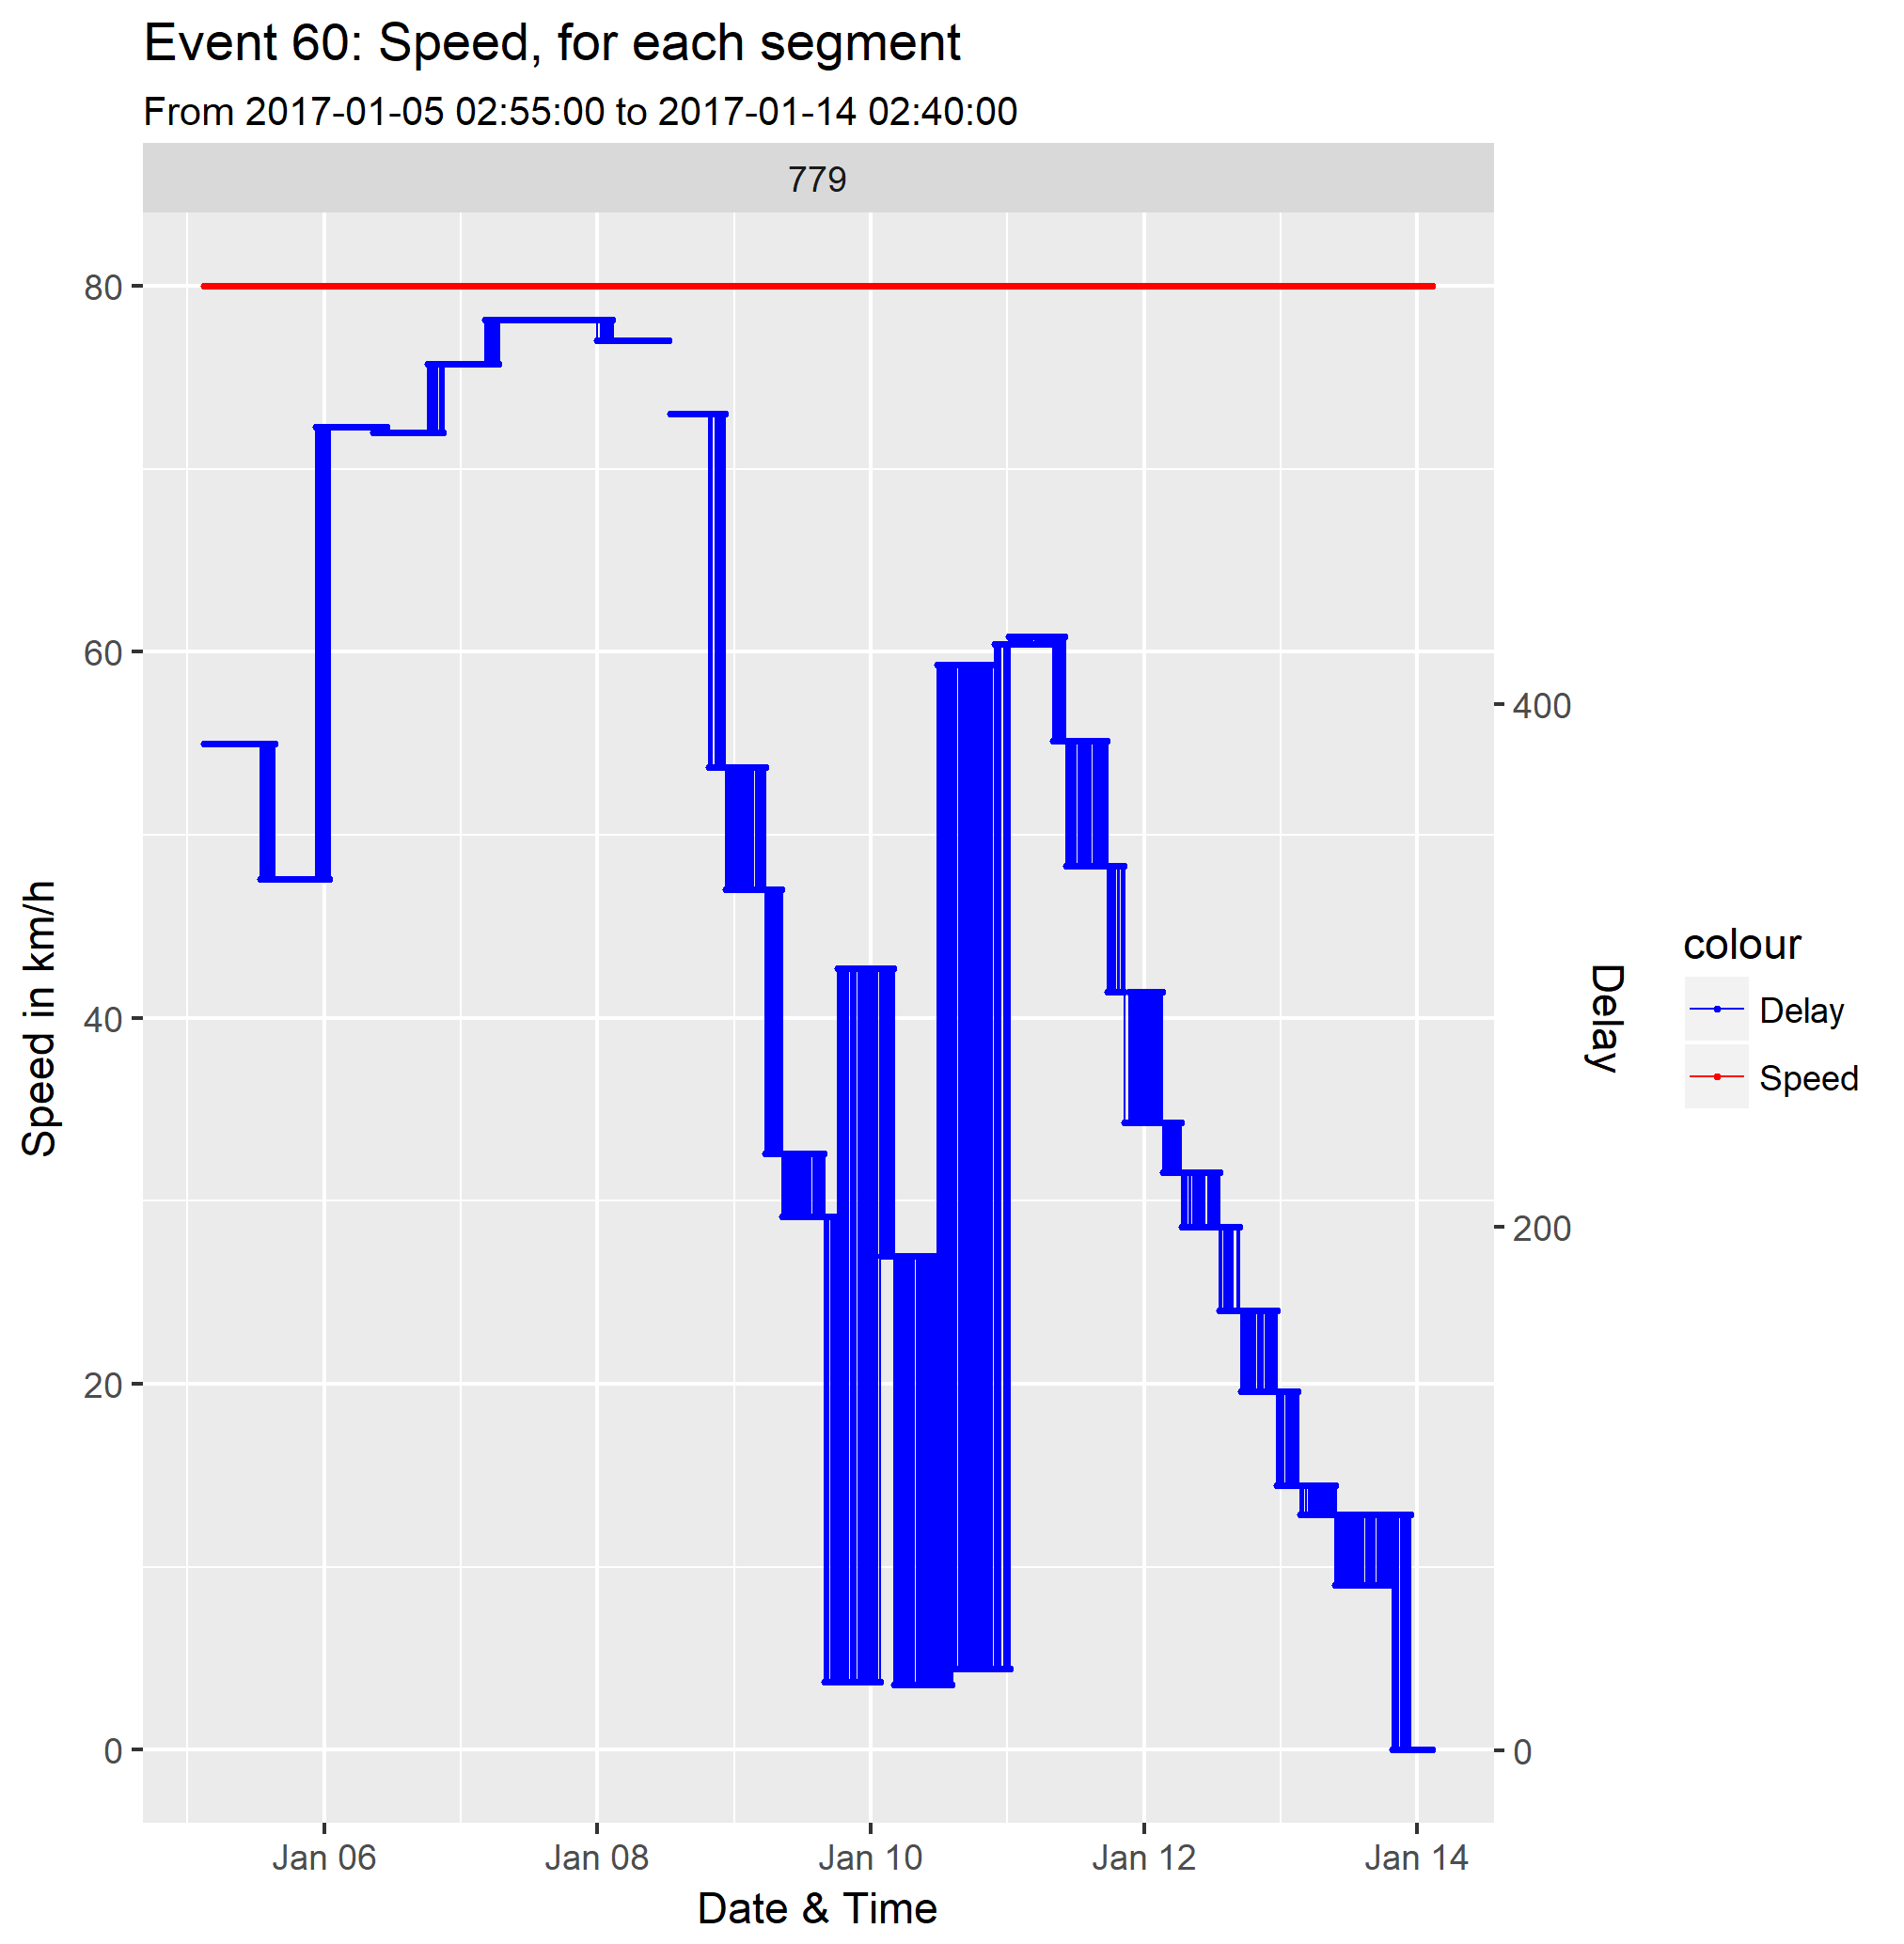 Event 60: Speed, for each segment
From 2017-01-05 02:55:00 to 2017-01-14 02:40:00
779
80
60
40
20
0
Speed in km/h
400
200
0
Delay
Jan 06
Jan 08
Jan 10
Jan 12
Jan 14
Date & Time
colour
Delay
Speed